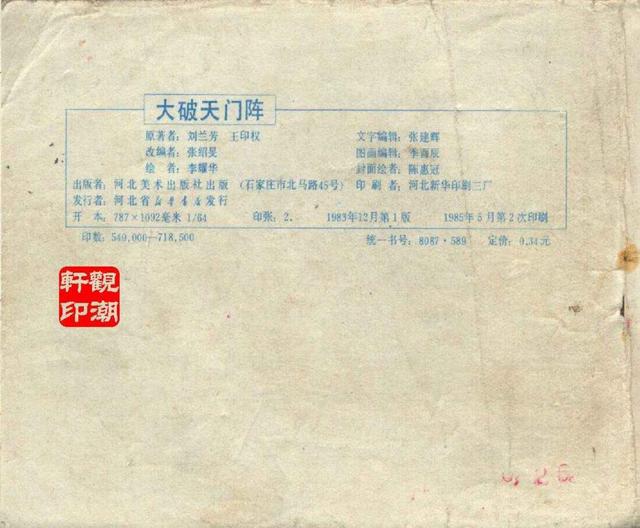 大破天门阵
原著者：刘兰芳 王印权 文字编辑：张建辉
改编者：张绍旻 图画编辑：李商辰
绘 者：李耀华 封面绘者：陈惠冠
出版者：河北美术出版社出版 （石家庄市北马路45号） 印 刷 者：河北新华印刷三厂
发行者：河北省新华书店发行
开 本：787×1092毫米 1/64 印张：2． 1983年12月第1版 1985年5月第2次印刷
印数：540,000—718,500 统一书号：8087·589 定价：0.34元
觀潮軒印